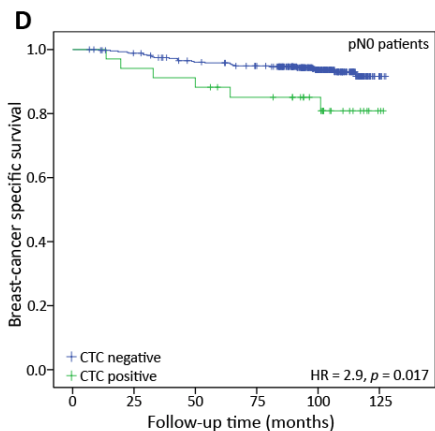 D
pN0 patients
1.0
0.8
0.6
0.4
0.2
0.0
Breast-cancer specific survival
CTC negative
CTC positive
HR = 2.9, p = 0.017
0 25 50 75 100 125
Follow-up time (months)